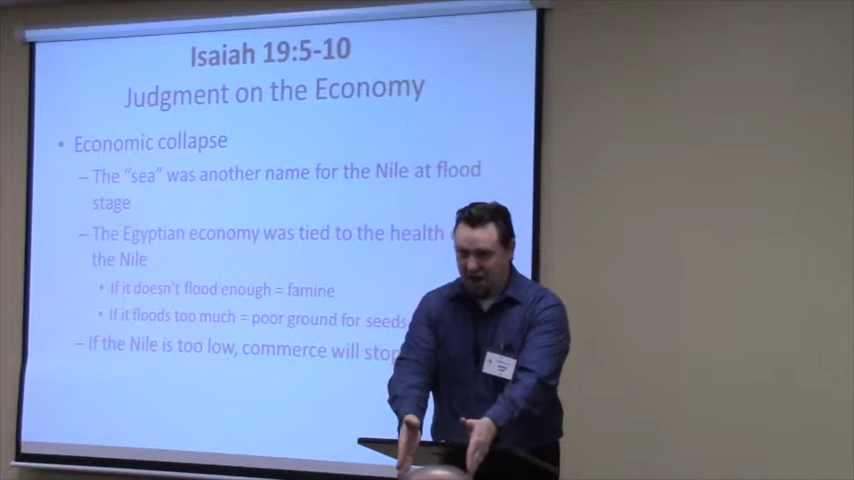 Isaiah 19:5-10
Judgment on the Economy
• Economic collapse
– The “sea” was another name for the Nile at flood
stage
– The Egyptian economy was tied to the health
the Nile
• If it doesn’t flood enough = famine
• If it floods too much = poor ground for seeds
– If the Nile is too low, commerce will stop